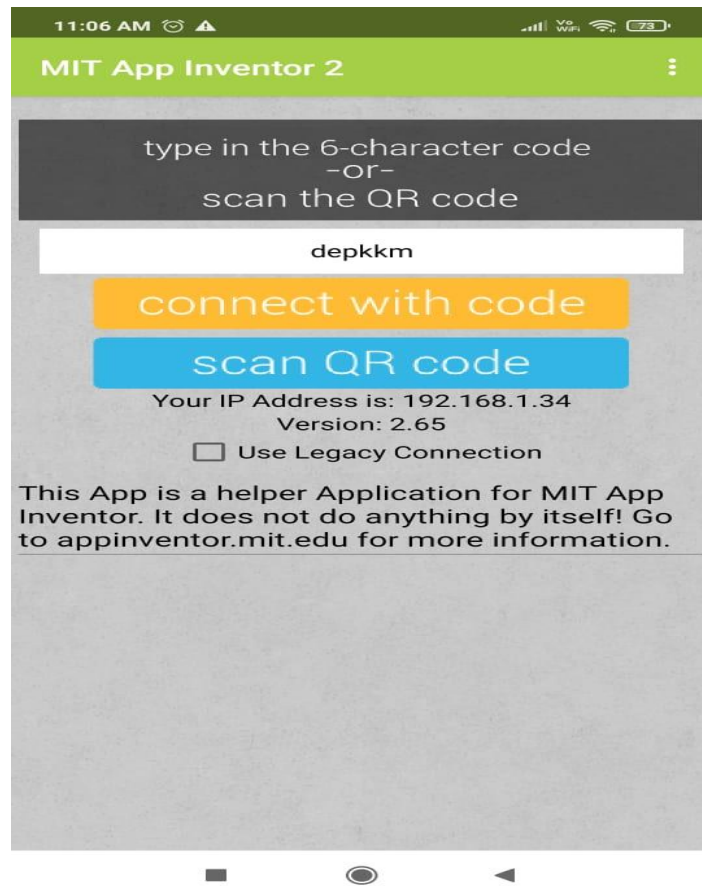 11:06 AM
Vo WiFi 73
MIT App Inventor 2
type in the 6-character code
-or-
scan the QR code
depkkm
connect with code
scan QR code
Your IP Address is: 192.168.1.34
Version: 2.65
Use Legacy Connection
This App is a helper Application for MIT App
Inventor. It does not do anything by itself! Go
to appinventor.mit.edu for more information.